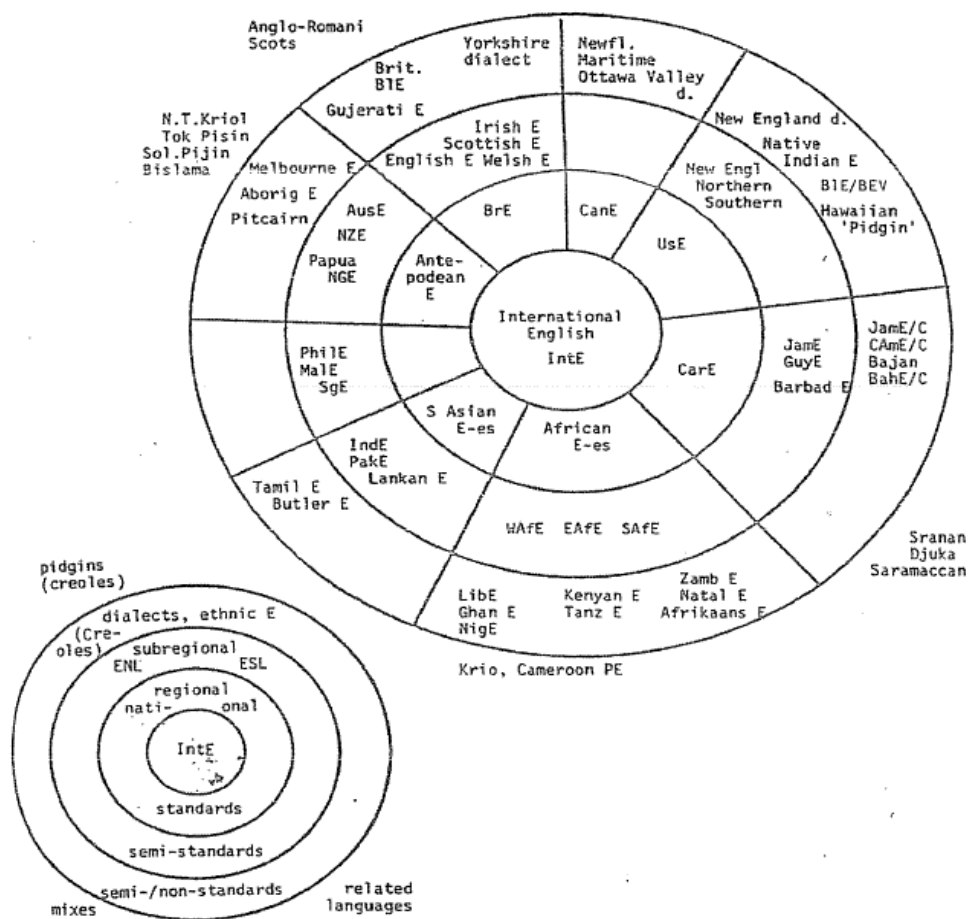 Anglo-Romani
Scots
Yorkshire
dialect
Brit.
BlE
Gujerati E
Newfl.
Maritime
Ottawa Valley
d.
N.T.Kriol
Tok Pisin
Sol.Pijin
Bislama
Melbourne E
Aborig E
Pitcairn
Irish E
Scottish E
English E Welsh E
New England d.
Native
Indian E
BlE/BEV
Hawaiian
'Pidgin'
New Engl
Northern
Southern
AusE
NZE
Papua
NGE
BrE
CanE
UsE
Ante-
podean
E
International
English
IntE
PhilE
MalE
SgE
CarE
JamE
GuyE
Barbad E
JamE/C
CAmE/C
Bajan
BahE/C
S Asian
E-es
African
E-es
IndE
PakE
Lankan E
Tamil E
Butler E
WAfE EAfE SAfE
LibE
Ghan E
NigE
Kenyan E
Tanz E
Zamb E
Natal E
Afrikaans E
Sranan
Djuka
Saramaccan
Krio, Cameroon PE
pidgins
(creoles)
dialects, ethnic E
(Cre-
oles)
subregional
ENL ESL
regional
nati- onal
IntE
standards
semi-standards
semi-/non-standards
mixes
related
languages